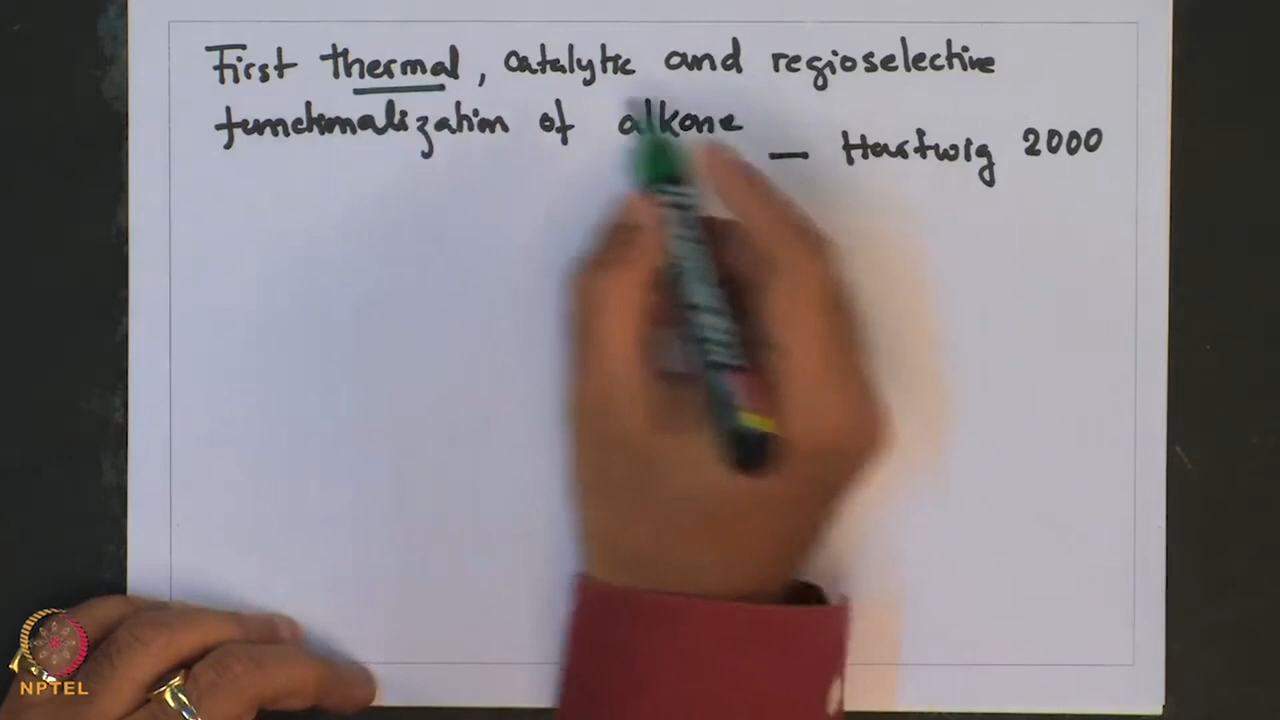 First thermal, catalytic and regioselective
functionalization of alkane
— Hartwig 2000
NPTEL